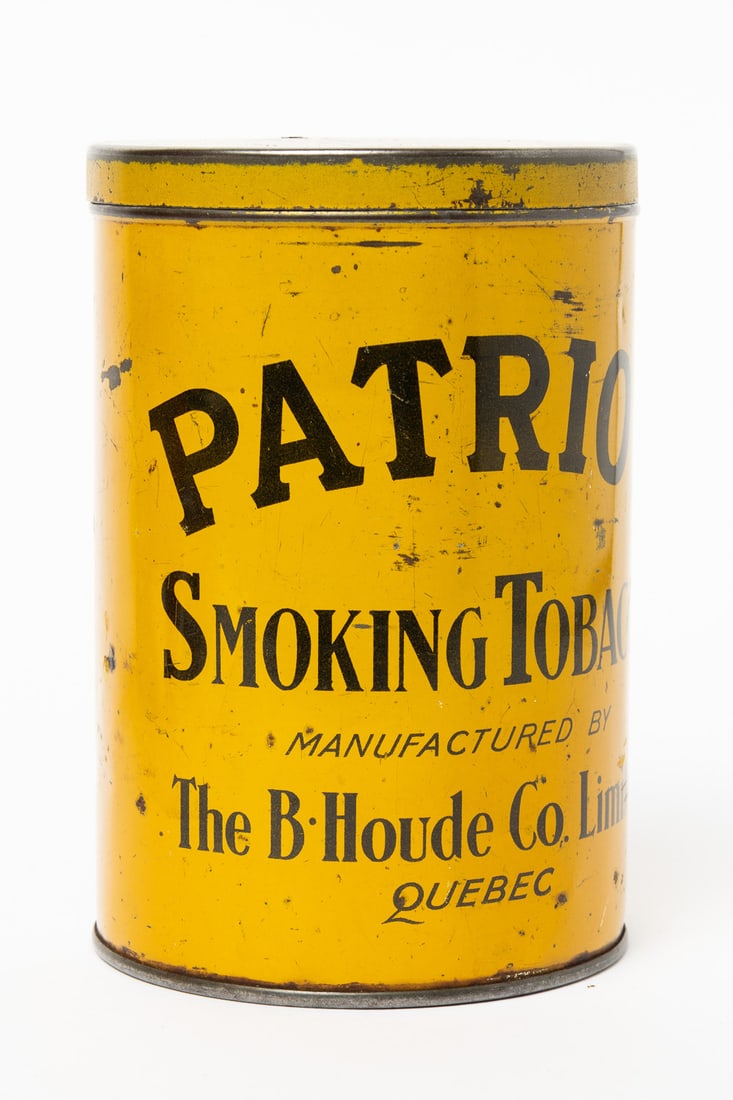 PATRIO
SMOKING TOBAC
MANUFACTURED BY
The B. Houde Co. Lim
QUEBEC